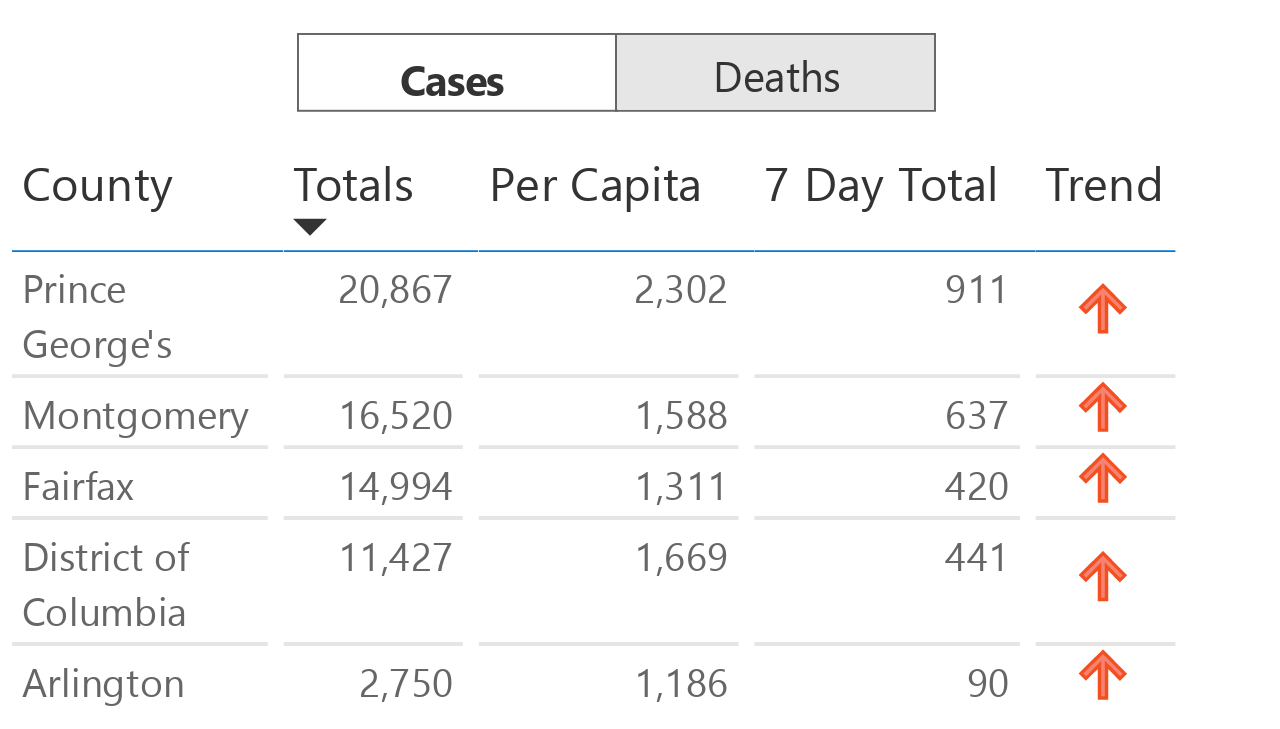 Cases Deaths
County Totals Per Capita 7 Day Total Trend
Prince 20,867 2,302 911
George's
Montgomery 16,520 1,588 637
Fairfax 14,994 1,311 420
District of 11,427 1,669 441
Columbia
Arlington 2,750 1,186 90